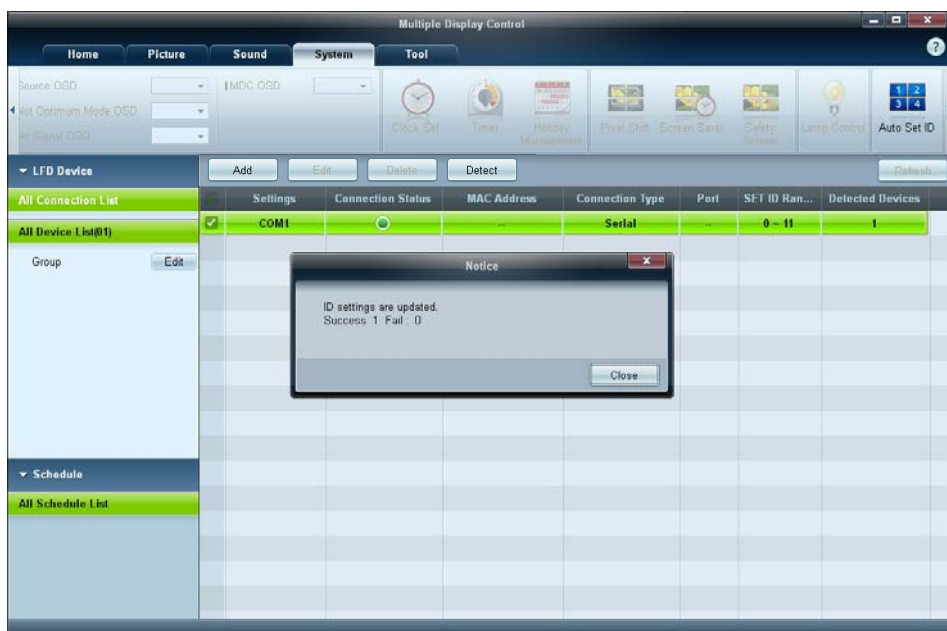 Multiple Display Control
Home Picture Sound System Tool
Source OSD
MDC OSD
Not Optimum Mode OSD
No Signal OSD
Clock Set
Timer
Holiday
Management
Pixel Shift
Screen Saver
Safety
Screen
Lamp Control
1 2
3 4
Auto Set ID
LFD Device
Add Edit Delete Detect Refresh
All Connection List
Settings Connection Status MAC Address Connection Type Port SET ID Ran... Detected Devices
COM1 -- Serial -- 0 ~ 11 1
All Device List(01)
Group Edit
Notice
ID settings are updated.
Success 1 Fail : 0
Close
Schedule
All Schedule List